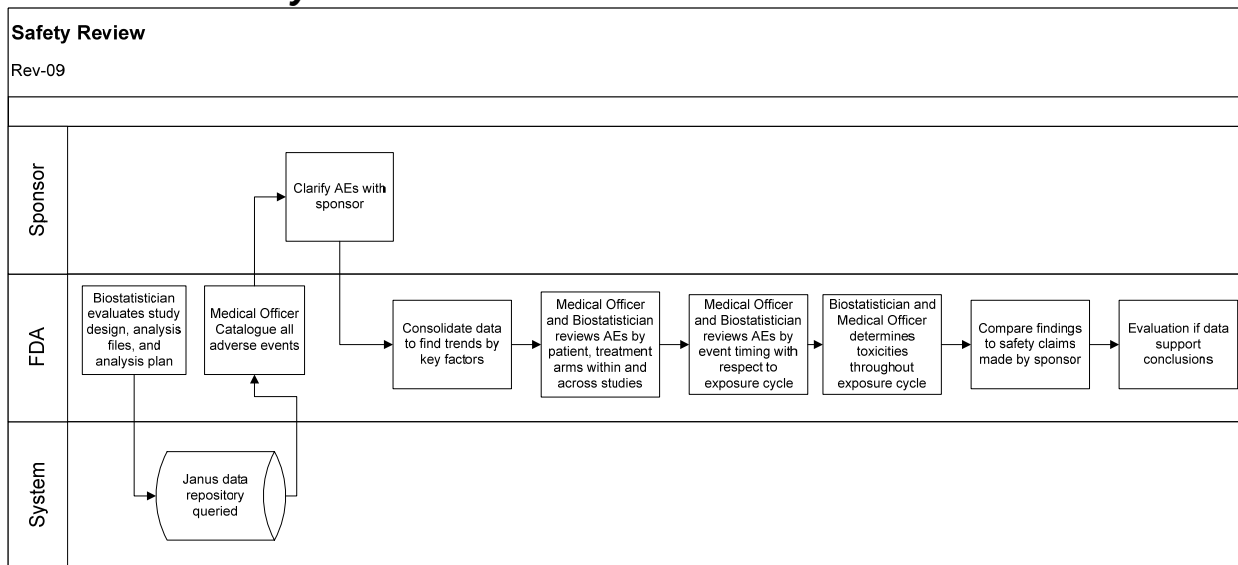 Safety Review
Rev-09
Sponsor
Clarify AEs with
sponsor
FDA
Biostatistician
evaluates study
design, analysis
files, and
analysis plan
Medical Officer
Catalogue all
adverse events
Consolidate data
to find trends by
key factors
Medical Officer
and Biostatistician
reviews AEs by
patient, treatment
arms within and
across studies
Medical Officer
and Biostatistician
reviews AEs by
event timing with
respect to
exposure cycle
Biostatistician and
Medical Officer
determines
toxicities
throughout
exposure cycle
Compare findings
to safety claims
made by sponsor
Evaluation if data
support
conclusions
System
Janus data
repository
queried